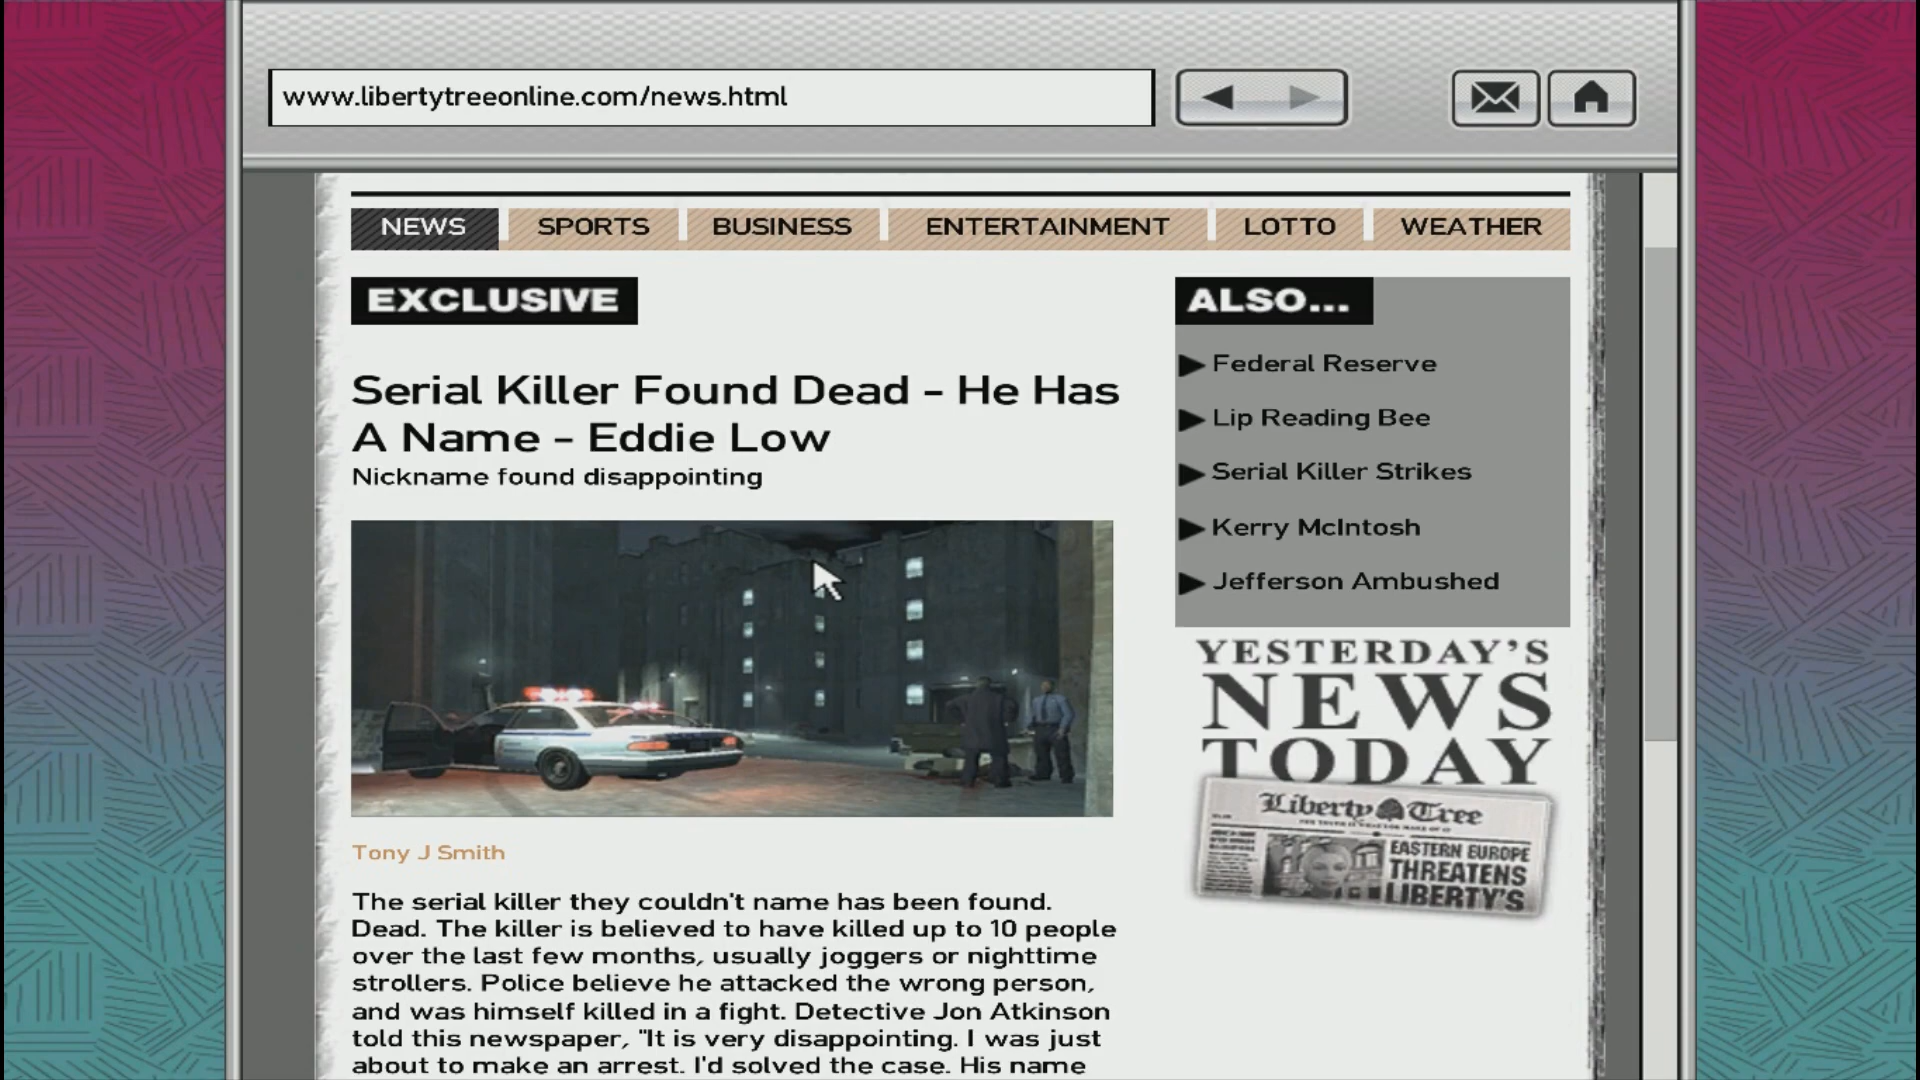 www.libertytreeonline.com/news.html
NEWS
SPORTS
BUSINESS
ENTERTAINMENT
LOTTO
WEATHER
EXCLUSIVE
Serial Killer Found Dead - He Has
A Name - Eddie Low
Nickname found disappointing
Tony J Smith
The serial killer they couldn't name has been found.
Dead. The killer is believed to have killed up to 10 people
over the last few months, usually joggers or nighttime
strollers. Police believe he attacked the wrong person,
and was himself killed in a fight. Detective Jon Atkinson
told this newspaper, "It is very disappointing. I was just
about to make an arrest. I'd solved the case. His name
ALSO...
Federal Reserve
Lip Reading Bee
Serial Killer Strikes
Kerry McIntosh
Jefferson Ambushed
YESTERDAY'S
NEWS
TODAY
Liberty Tree
EASTERN EUROPE
THREATENS
LIBERTY'S